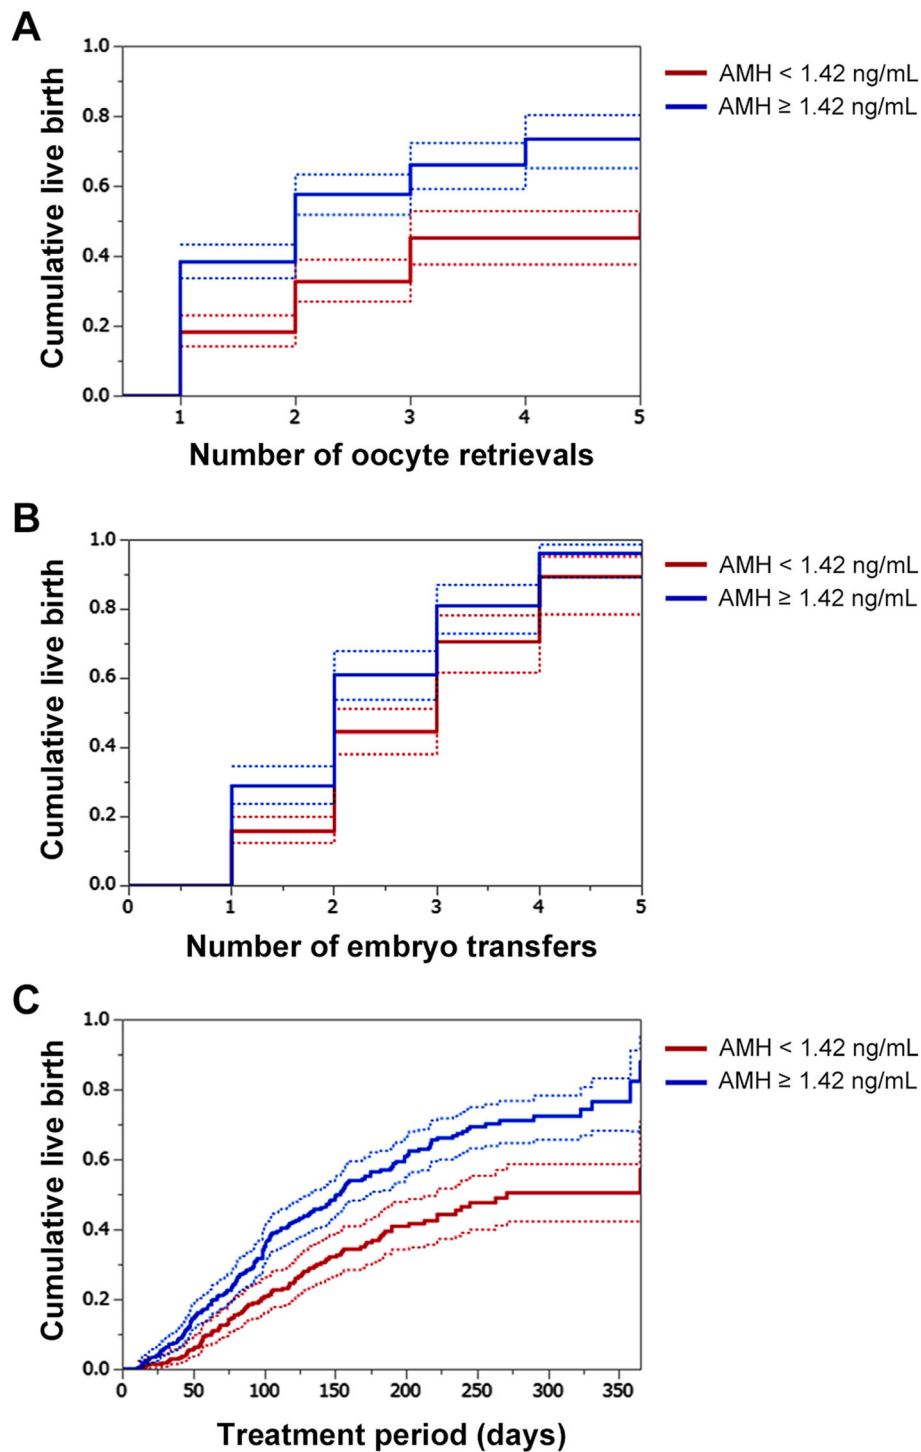 A
Cumulative live birth
1.0
0.8
0.6
0.4
0.2
0.0
1 2 3 4 5
Number of oocyte retrievals
AMH < 1.42 ng/mL
AMH ≥ 1.42 ng/mL
B
Cumulative live birth
1.0
0.8
0.6
0.4
0.2
0.0
0 1 2 3 4 5
Number of embryo transfers
AMH < 1.42 ng/mL
AMH ≥ 1.42 ng/mL
C
Cumulative live birth
1.0
0.8
0.6
0.4
0.2
0.0
0 50 100 150 200 250 300 350
Treatment period (days)
AMH < 1.42 ng/mL
AMH ≥ 1.42 ng/mL